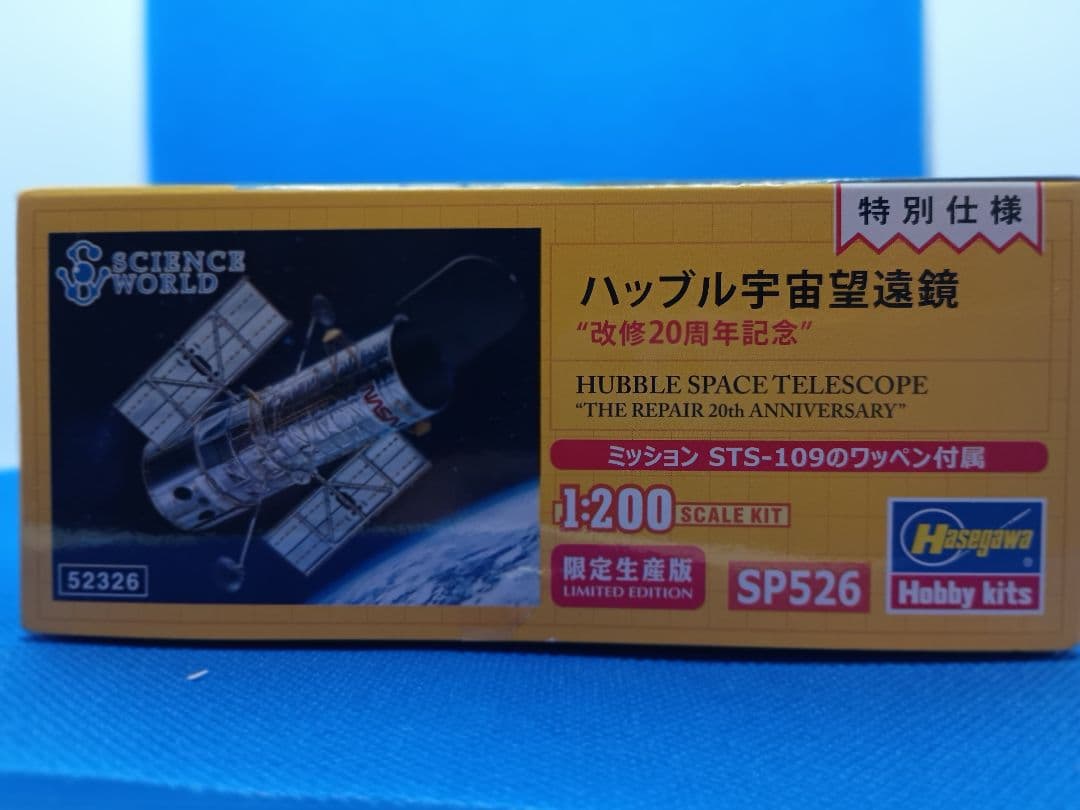 SCIENCE
WORLD
NASA
52326
特別仕様
ハッブル宇宙望遠鏡
“改修20周年記念”
HUBBLE SPACE TELESCOPE
“THE REPAIR 20th ANNIVERSARY”
ミッション STS-109のワッペン付属
1:200 SCALE KIT
限定生産版
LIMITED EDITION
SP526
Hasegawa
Hobby kits